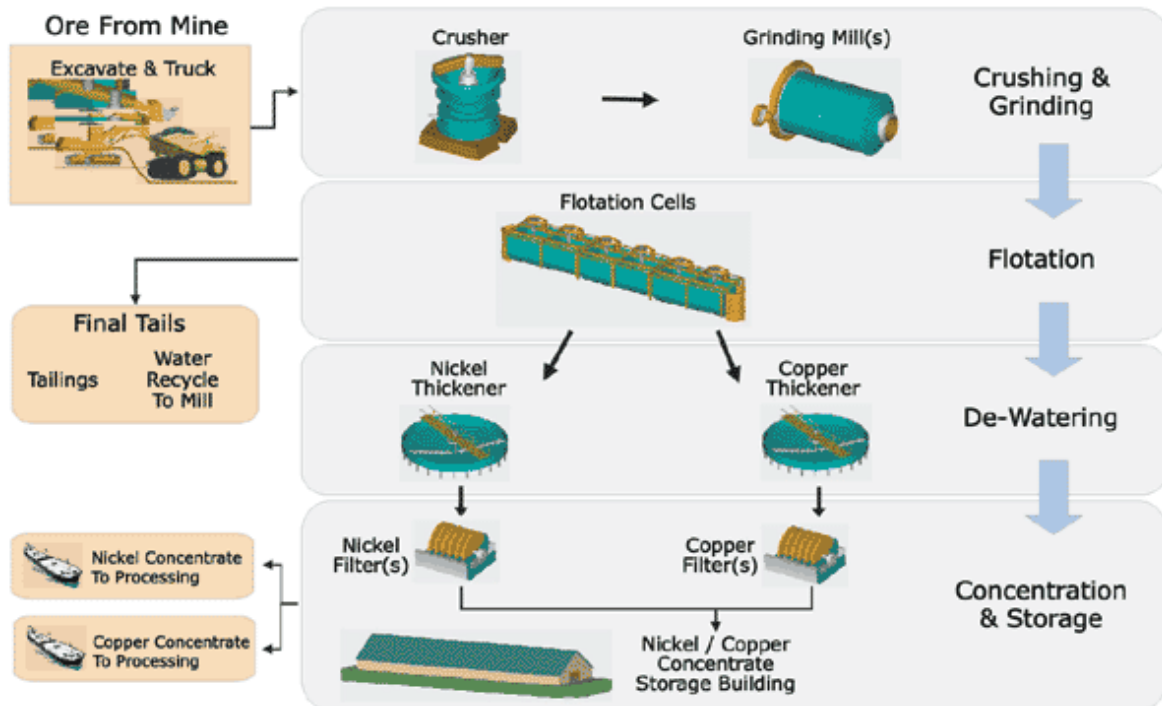 Ore From Mine
Excavate & Truck
Crusher
Grinding Mill(s)
Crushing &
Grinding
Flotation Cells
Flotation
Final Tails
Tailings
Water
Recycle
To Mill
Nickel
Thickener
Copper
Thickener
De-Watering
Nickel
Filter(s)
Copper
Filter(s)
Concentration
& Storage
Nickel Concentrate
To Processing
Copper Concentrate
To Processing
Nickel / Copper
Concentrate
Storage Building